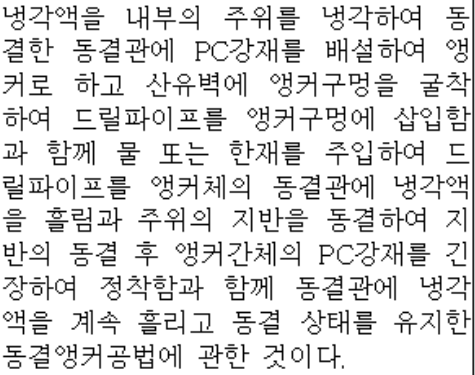 냉각액을 내부의 주위를 냉각하여 동
결한 동결관에 PC강재를 배설하여 앵
커로 하고 산유벽에 앵커구멍을 굴착
하여 드릴파이프를 앵커구멍에 삽입함
과 함께 물 또는 한재를 주입하여 드
릴파이프를 앵커체의 동결관에 냉각액
을 흘림과 주위의 지반을 동결하여 지
반의 동결 후 앵커간체의 PC강재를 긴
장하여 정착함과 함께 동결관에 냉각
액을 계속 흘리고 동결 상태를 유지한
동결앵커공법에 관한 것이다.